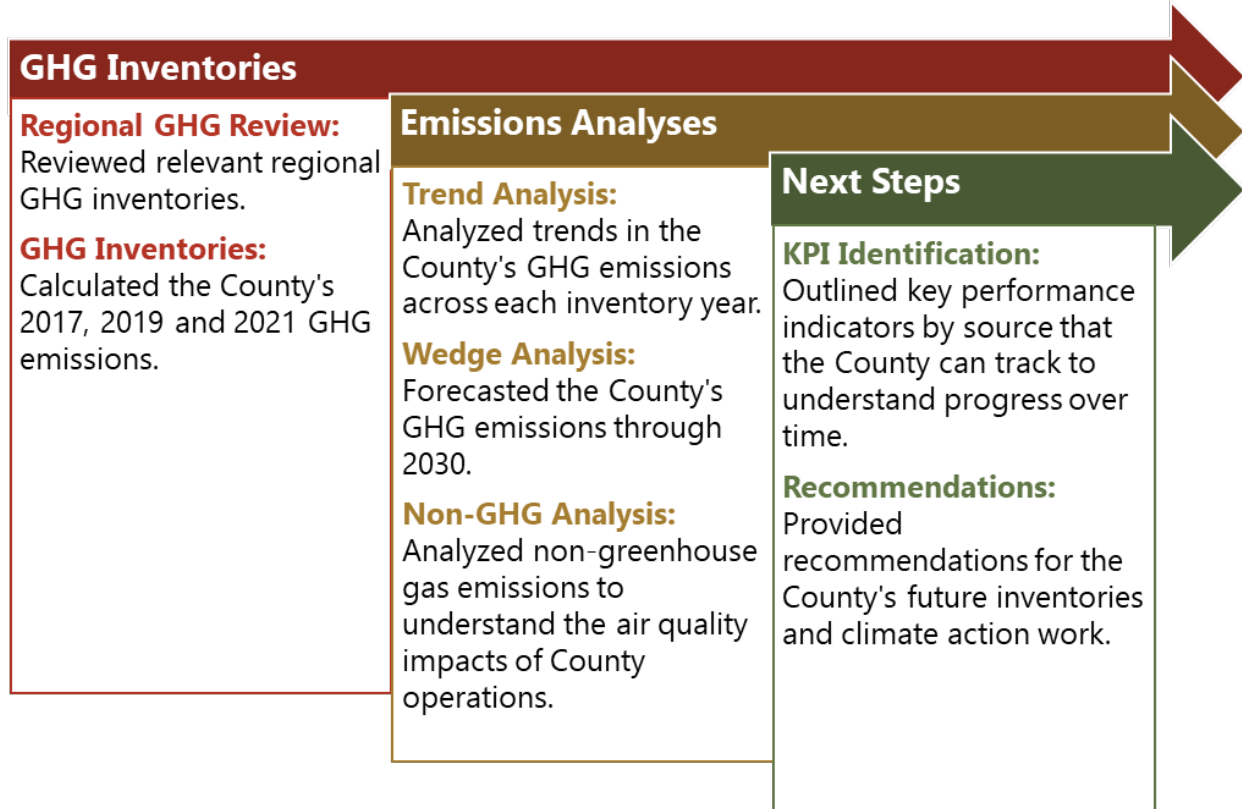 GHG Inventories
Regional GHG Review:
Reviewed relevant regional
GHG inventories.
GHG Inventories:
Calculated the County's
2017, 2019 and 2021 GHG
emissions.
Emissions Analyses
Trend Analysis:
Analyzed trends in the
County's GHG emissions
across each inventory year.
Wedge Analysis:
Forecasted the County's
GHG emissions through
2030.
Non-GHG Analysis:
Analyzed non-greenhouse
gas emissions to
understand the air quality
impacts of County
operations.
Next Steps
KPI Identification:
Outlined key performance
indicators by source that
the County can track to
understand progress over
time.
Recommendations:
Provided
recommendations for the
County's future inventories
and climate action work.